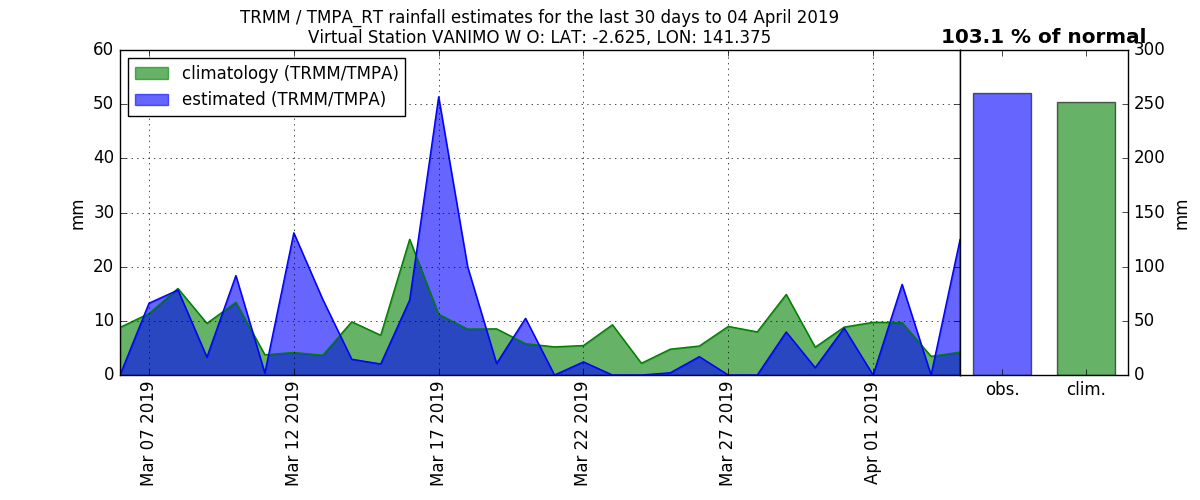 TRMM / TMPA_RT rainfall estimates for the last 30 days to 04 April 2019
Virtual Station VANIMO W O: LAT: -2.625, LON: 141.375
103.1 % of normal
climatology (TRMM/TMPA)
estimated (TRMM/TMPA)
60
50
40
30
20
10
0
mm
Mar 07 2019
Mar 12 2019
Mar 17 2019
Mar 22 2019
Mar 27 2019
Apr 01 2019
obs.
clim.
300
250
200
150
100
50
0
mm